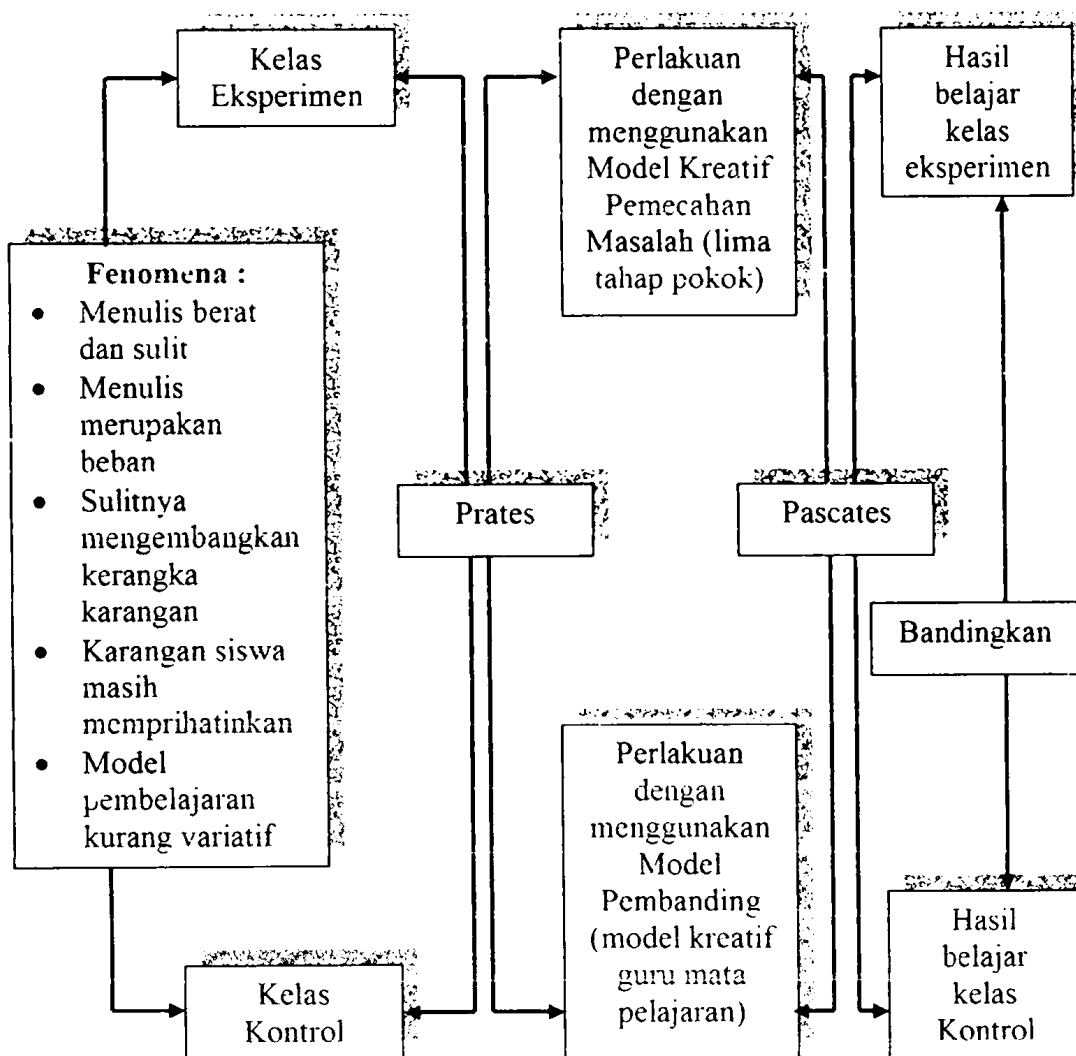 Kelas
Eksperimen
Perlakuan
dengan
menggunakan
Model Kreatif
Pemecahan
Masalah (lima
tahap pokok)
Hasil
belajar
kelas
eksperimen
Fenomena :
• Menulis berat
dan sulit
• Menulis
merupakan
beban
• Sulitnya
mengembangkan
kerangka
karangan
• Karangan siswa
masih
memprihatinkan
• Model
pembelajaran
kurang variatif
Prates
Pascates
Bandingkan
Kelas
Kontrol
Perlakuan
dengan
menggunakan
Model
Pembanding
(model kreatif
guru mata
pelajaran)
Hasil
belajar
kelas
Kontrol